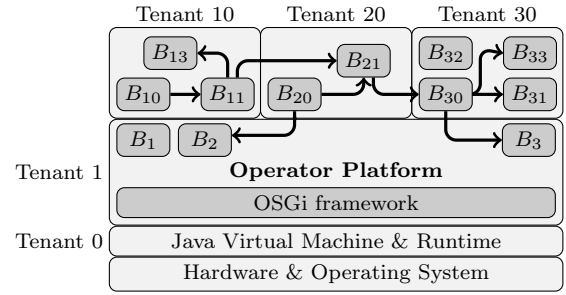 Tenant 10 Tenant 20 Tenant 30
B13 B21 B32 B33
B10 B11 B20 B30 B31
B1 B2 B3
Tenant 1 Operator Platform
OSGi framework
Tenant 0 Java Virtual Machine & Runtime
Hardware & Operating System